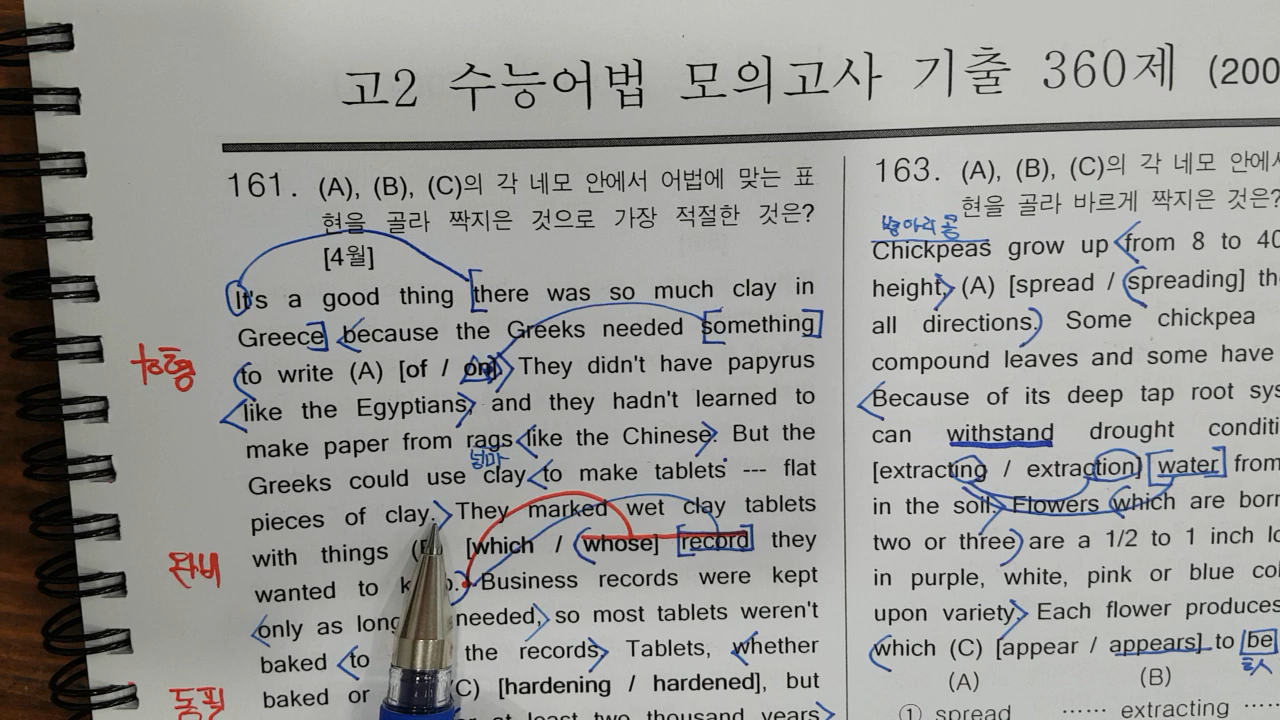 고2 수능어법 모의고사 기출 360제 (200
161. (A), (B), (C)의 각 네모 안에서 어법에 맞는 표
현을 골라 짝지은 것으로 가장 적절한 것은?
[4월]
It's a good thing there was so much clay in
Greece because the Greeks needed something
to write (A) [of / on]. They didn't have papyrus
like the Egyptians, and they hadn't learned to
make paper from rags like the Chinese. But the
넝마
Greeks could use clay to make tablets --- flat
pieces of clay. They marked wet clay tablets
with things [which / whose] record they
wanted to Business records were kept
only as long needed, so most tablets weren't
baked to the records. Tablets, whether
baked or C) [hardening / hardened], but
at least two thousand years
완비
163. (A), (B), (C)의 각 네모 안에서
현을 골라 바르게 짝지은 것은?
병아리콩
Chickpeas grow up from 8 to 40
height, (A) [spread / spreading] th
all directions. Some chickpea
compound leaves and some have
Because of its deep tap root sys
can withstand drought conditi
[extracting / extraction] water from
in the soil. Flowers which are born
two or three are a 1/2 to 1 inch lo
in purple, white, pink or blue col
upon variety. Each flower produces
which (C) [appear / appears] to be
(A) (B)
① spread ...... extracting ......